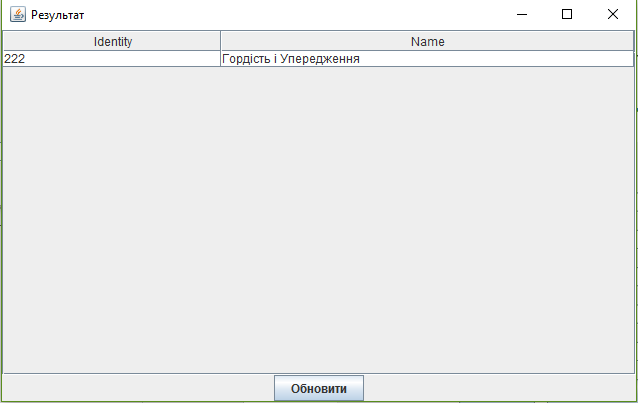 Результат
Identity Name
222 Гордість і Упередження
Обновити